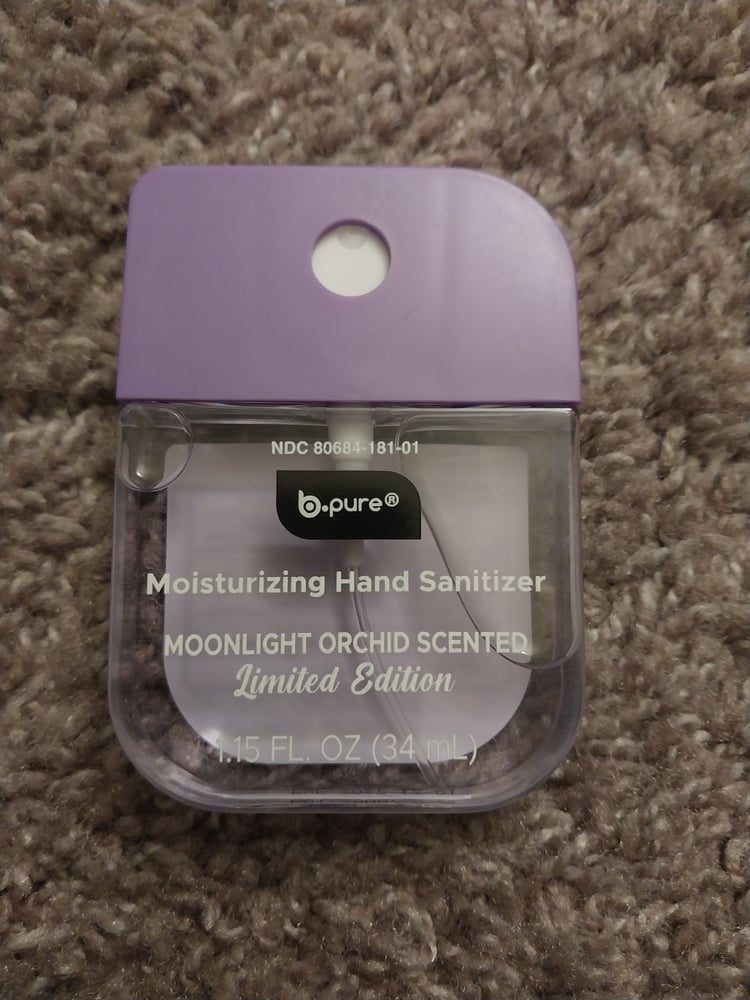 NDC 80684-181-01
b.pure®
Moisturizing Hand Sanitizer
MOONLIGHT ORCHID SCENTED
Limited Edition
1.15 FL. OZ (34 mL)